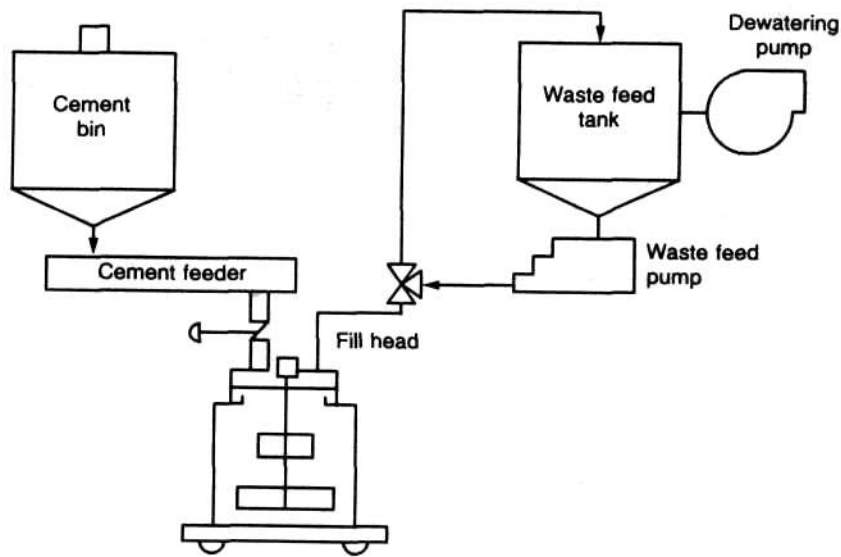 Cement
bin
Waste feed
tank
Dewatering
pump
Cement feeder
Waste feed
pump
Fill head